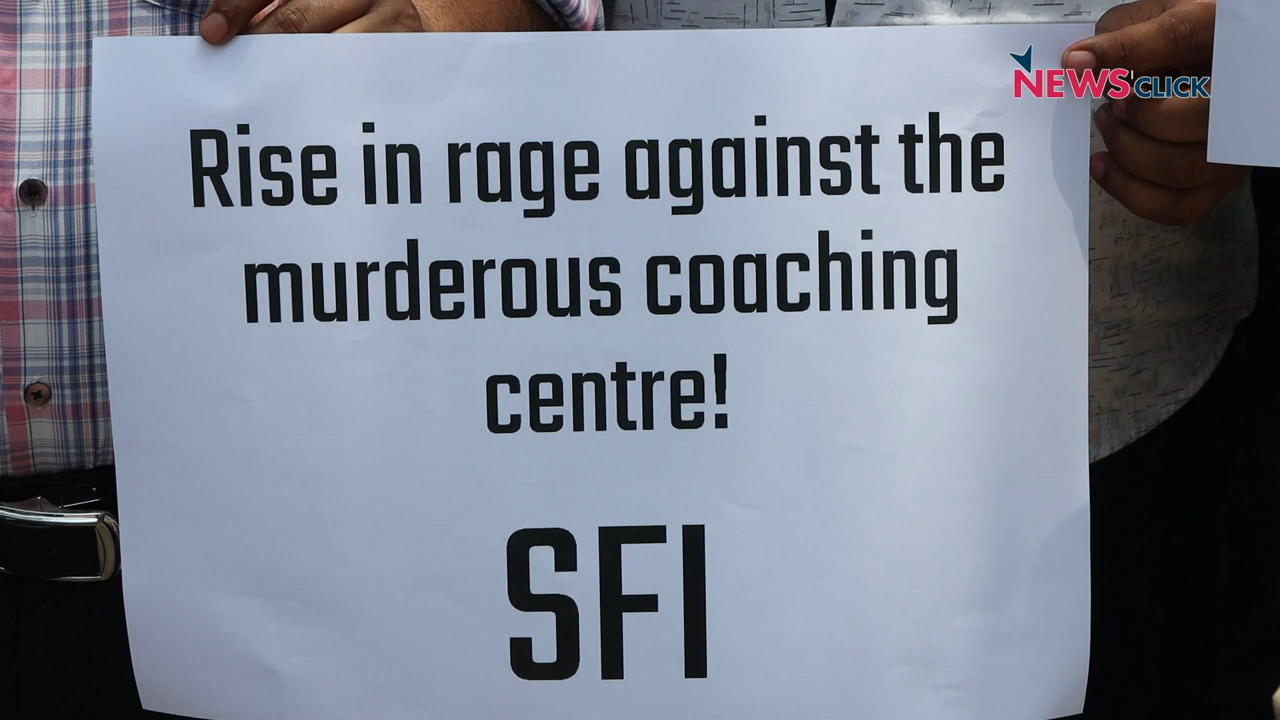 NEWSCLICK
Rise in rage against the
murderous coaching
centre!
SFI